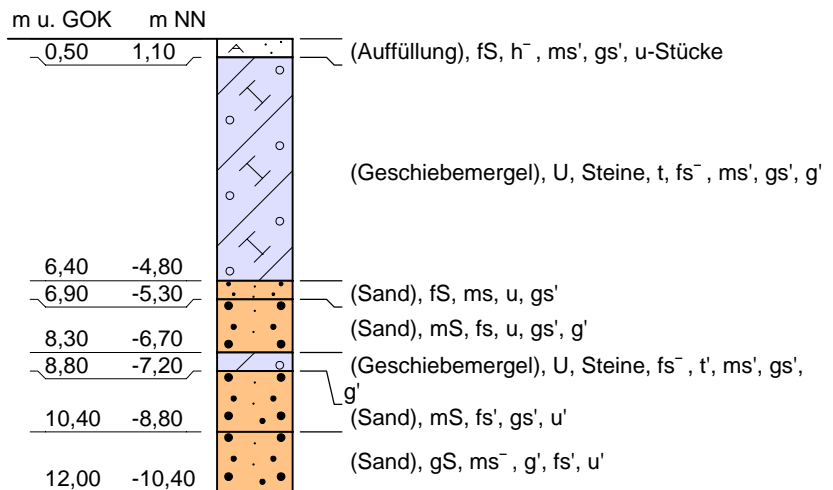 m u. GOK m NN
0,50 1,10 (Auffüllung), fS, h¯ , ms', gs', u-Stücke
A
(Geschiebemergel), U, Steine, t, fs¯ , ms', gs', g'
6,40 -4,80
6,90 -5,30 (Sand), fS, ms, u, gs'
(Sand), mS, fs, u, gs', g'
8,30 -6,70
8,80 -7,20 (Geschiebemergel), U, Steine, fs¯ , t', ms', gs',
g'
10,40 -8,80 (Sand), mS, fs', gs', u'
(Sand), gS, ms¯ , g', fs', u'
12,00 -10,40